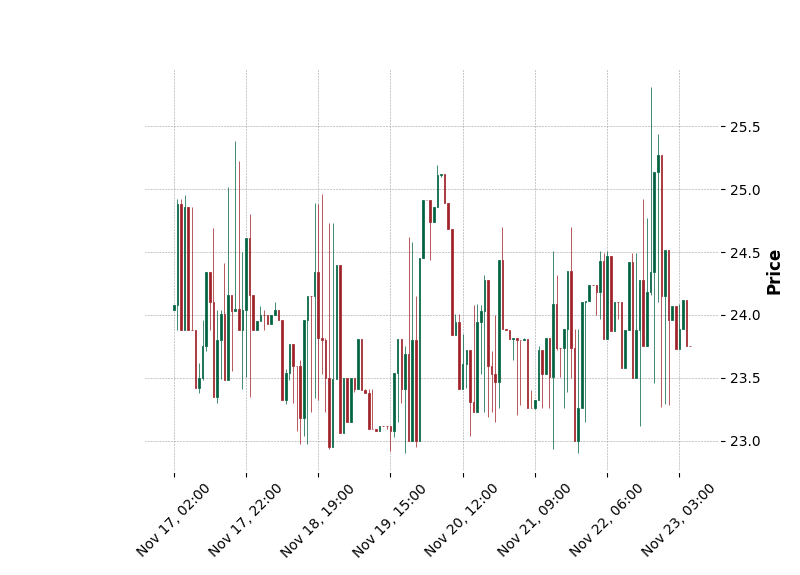 25.5
25.0
24.5
24.0
23.5
23.0
Price
Nov 17, 02:00
Nov 17, 22:00
Nov 18, 19:00
Nov 19, 15:00
Nov 20, 12:00
Nov 21, 09:00
Nov 22, 06:00
Nov 23, 03:00